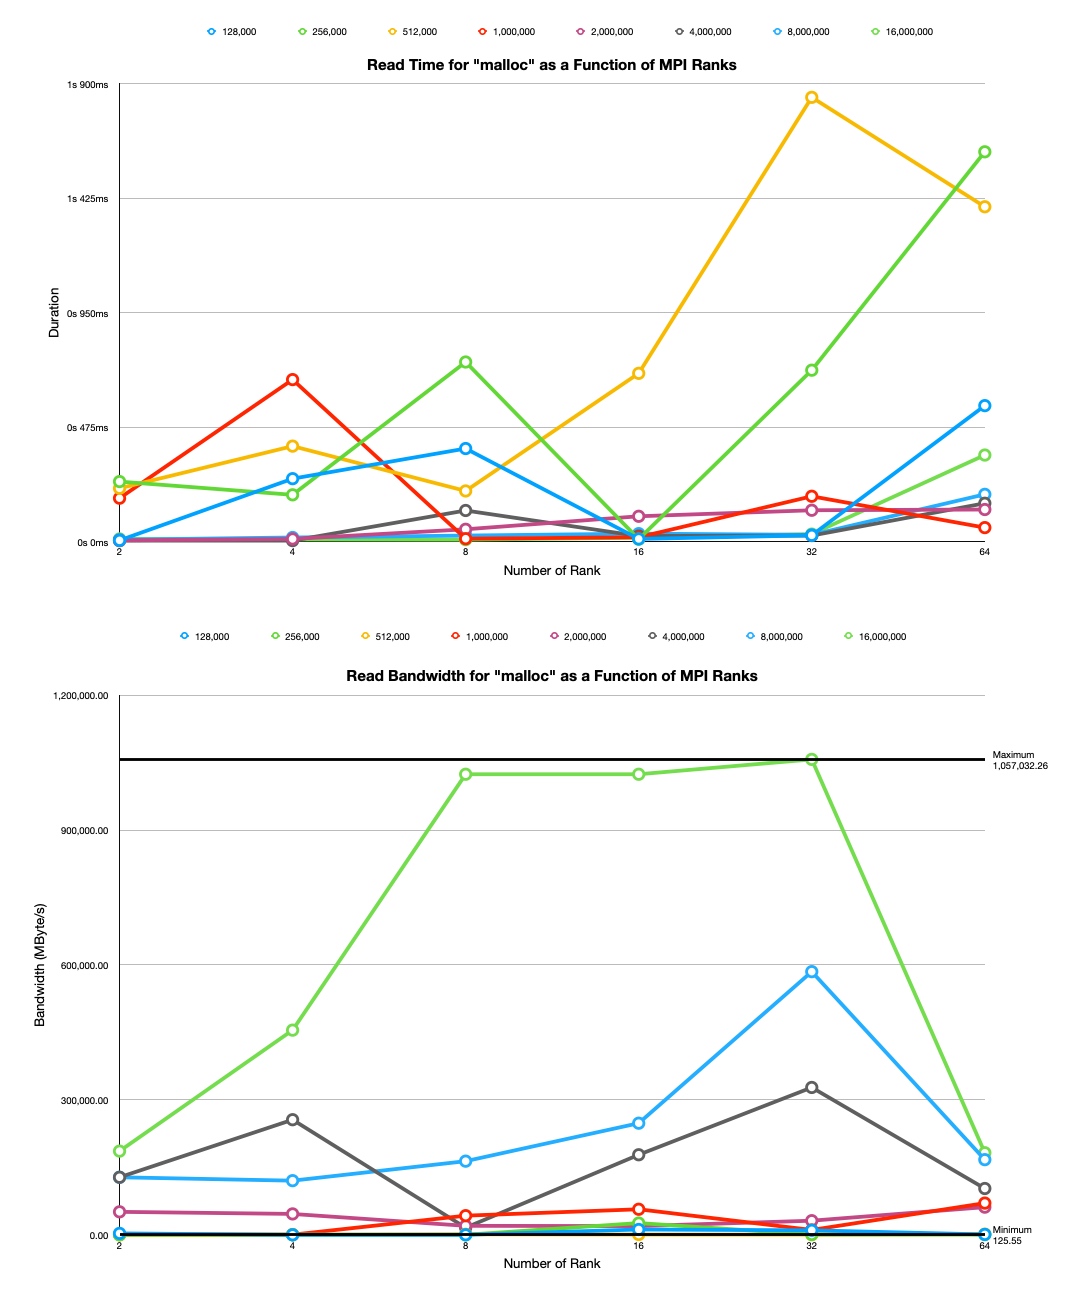 128,000 256,000 512,000 1,000,000 2,000,000 4,000,000 8,000,000 16,000,000
Read Time for "malloc" as a Function of MPI Ranks
1s 900ms
1s 425ms
0s 950ms
0s 475ms
0s 0ms
Duration
2 4 8 16 32 64
Number of Rank
128,000 256,000 512,000 1,000,000 2,000,000 4,000,000 8,000,000 16,000,000
Read Bandwidth for "malloc" as a Function of MPI Ranks
1,200,000.00
900,000.00
600,000.00
300,000.00
0.00
Bandwidth (MByte/s)
Maximum
1,057,032.26
Minimum
125.55
2 4 8 16 32 64
Number of Rank